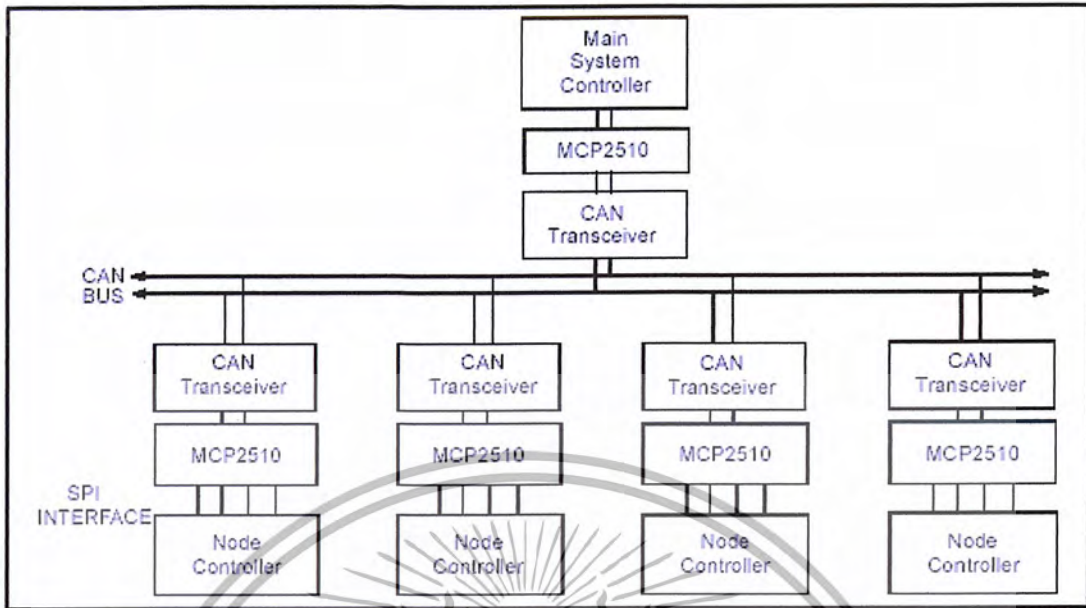 Main
System
Controller
MCP2510
CAN
Transceiver
CAN
BUS
CAN
Transceiver
CAN
Transceiver
CAN
Transceiver
CAN
Transceiver
MCP2510
MCP2510
MCP2510
MCP2510
SPI
INTERFACE
Node
Controller
Node
Controller
Node
Controller
Node
Controller